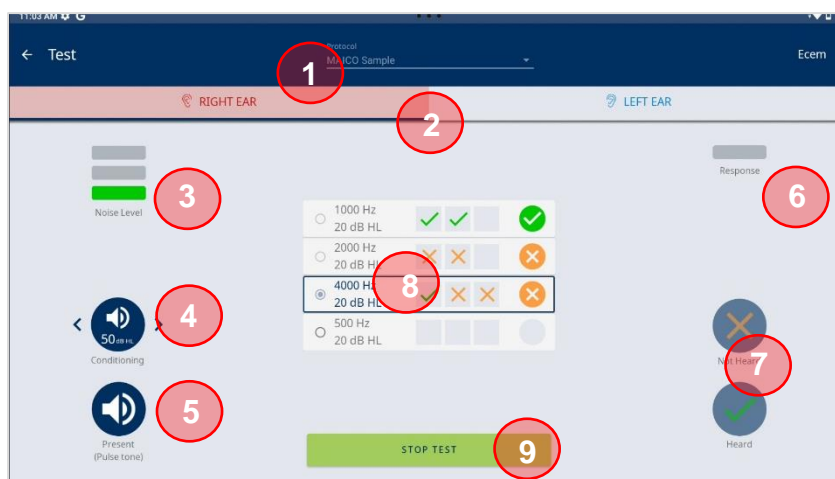 11:03 AM G
← Test
Protocol
MAICO Sample
Ecem
1
RIGHT EAR
LEFT EAR
2
3
Noise Level
Response
6
1000 Hz
20 dB HL
2000 Hz
20 dB HL
8
4000 Hz
20 dB HL
500 Hz
20 dB HL
4
50 dB HL
Conditioning
Not Heard
7
5
Present
(Pulse tone)
Heard
STOP TEST
9